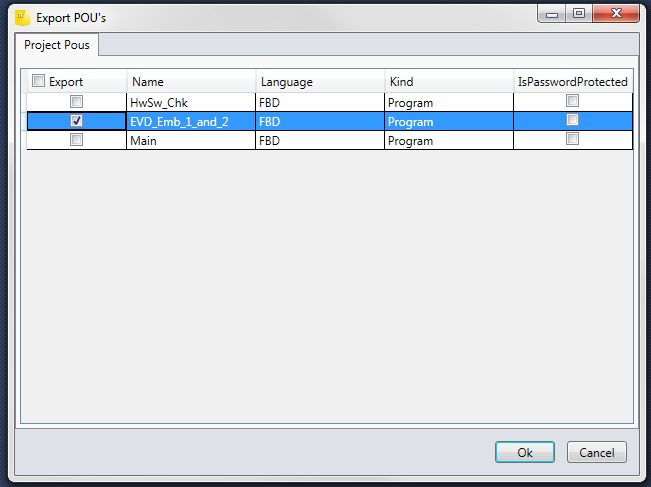 Export POU's
Project Pous
Export Name Language Kind IsPasswordProtected
HwSw_Chk FBD Program
EVD_Emb_1_and_2 FBD Program
Main FBD Program
Ok Cancel